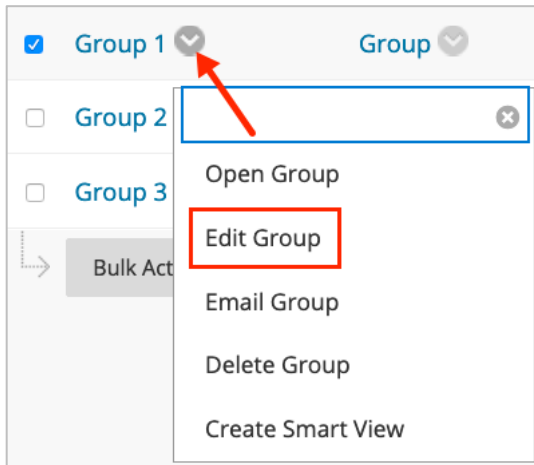 Group 1 Group
Group 2
Group 3
Open Group
Edit Group
Bulk Act
Email Group
Delete Group
Create Smart View